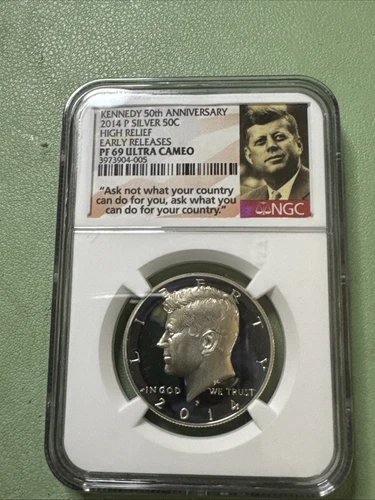 KENNEDY 50th ANNIVERSARY
2014 P SILVER 50C
HIGH RELIEF
EARLY RELEASES
PF 69 ULTRA CAMEO
3973904-005
NGC
"Ask not what your country
can do for you, ask what you
can do for your country."
LIBERTY
IN GOD WE TRUST
P
2014